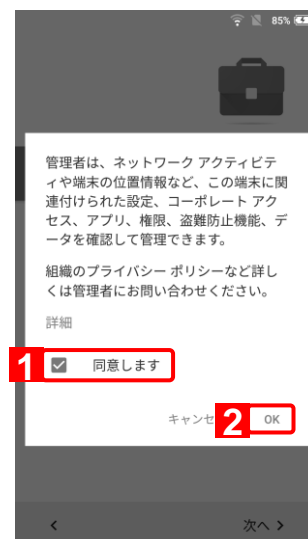 85%
管理者は、ネットワーク アクティビテ
ィや端末の位置情報など、この端末に関
連付けられた設定、コーポレート アク
セス、アプリ、権限、盗難防止機能、デ
ータを確認して管理できます。
組織のプライバシー ポリシーなど詳し
くは管理者にお問い合わせください。
詳細
1 同意します
キャンセ 2 OK
< 次へ >